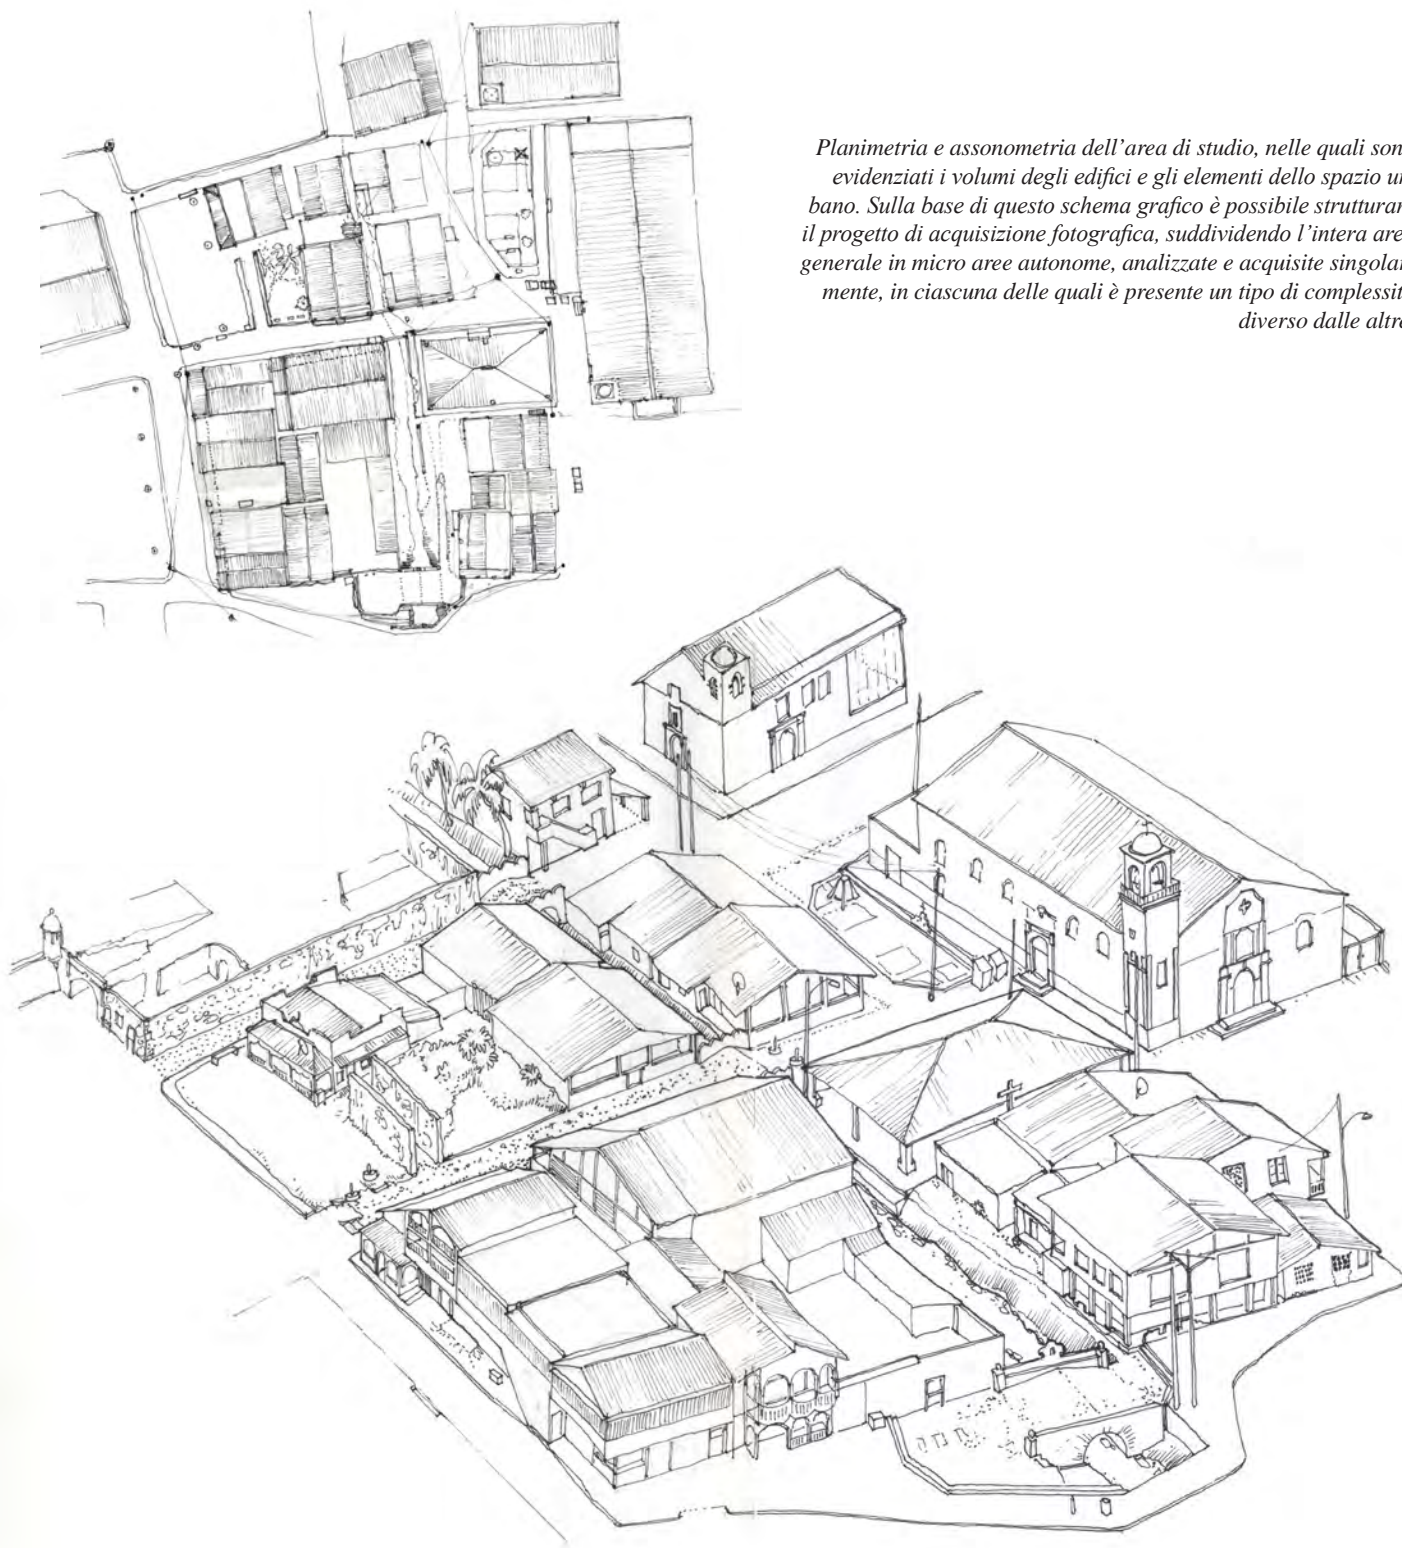 Planimetria e assonometria dell'area di studio, nelle quali son
evidenziati i volumi degli edifici e gli elementi dello spazio ur
bano. Sulla base di questo schema grafico è possibile strutturar
il progetto di acquisizione fotografica, suddividendo l'intera are
generale in micro aree autonome, analizzate e acquisite singolar
mente, in ciascuna delle quali è presente un tipo di complessit
diverso dalle altre